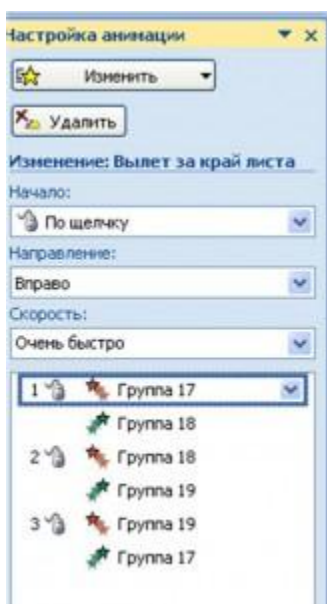 Настройка анимации
Изменить
Удалить
Изменение: Вылет за край листа
Начало:
По щелчку
Направление:
Вправо
Скорость:
Очень быстро
1 Группа 17
Группа 18
2 Группа 18
Группа 19
3 Группа 19
Группа 17